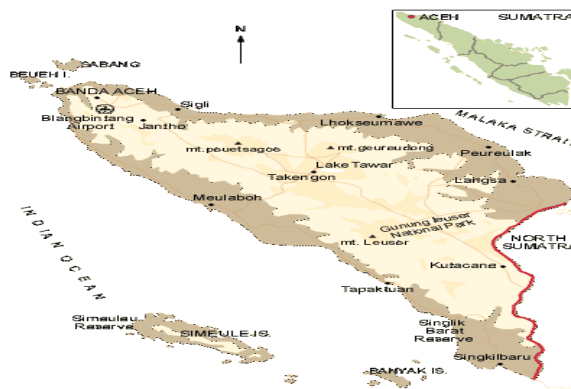 ACEH SUMATRA
N
SABANG
BEUEH I.
BANDA ACEH
Sigli
Blangbintang
Airport
Jantho
Lhokseumawe
MALAKA STRAIT
mt. peuetsagoe
mt. geureudong
Peureulak
Lake Tawar
Takengon
Langsa
Meulaboh
INDIAN OCEAN
Gunung leuser
National Park
NORTH
SUMATRA
mt. Leuser
Kutacane
Tapaktuan
Simeulau
Reserve
SIMEULE IS.
Singlik
Barat
Reserve
Singkilbaru
BANYAK IS.